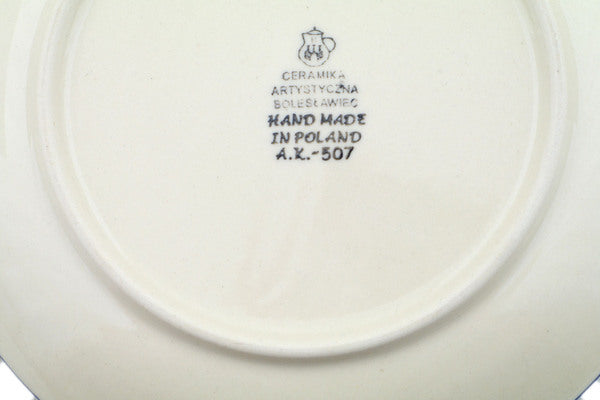 CERAMIKA
ARTYSTYCZNA
BOLESŁAWIEC
HAND MADE
IN POLAND
A.K.-507